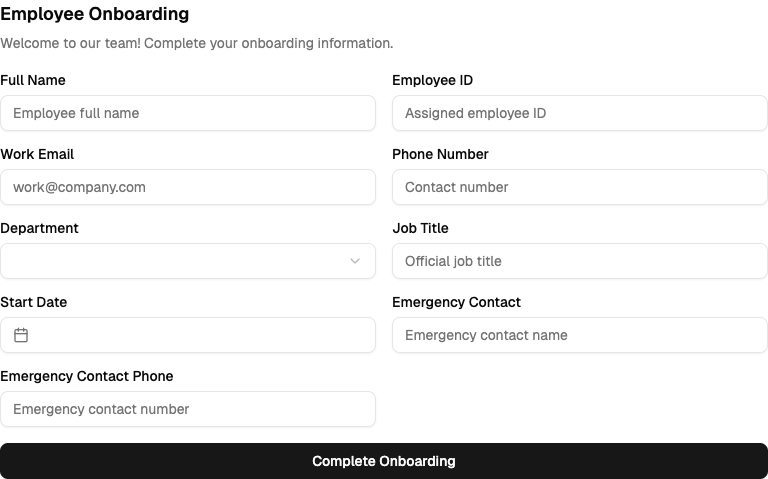 Employee Onboarding
Welcome to our team! Complete your onboarding information.
Full Name
Employee full name
Employee ID
Assigned employee ID
Work Email
work@company.com
Phone Number
Contact number
Department
Job Title
Official job title
Start Date
Emergency Contact
Emergency contact name
Emergency Contact Phone
Emergency contact number
Complete Onboarding